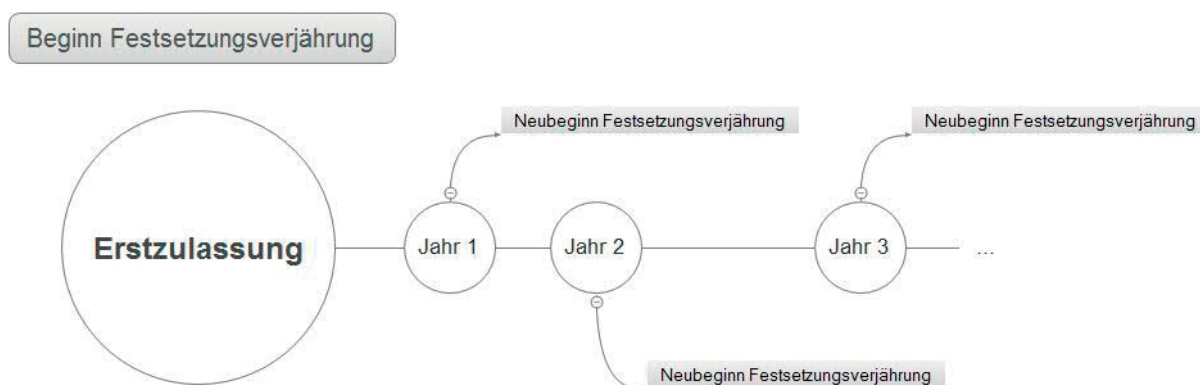 Beginn Festsetzungsverjährung
Neubeginn Festsetzungsverjährung
Neubeginn Festsetzungsverjährung
Erstzulassung
Jahr 1
Jahr 2
Jahr 3
...
Neubeginn Festsetzungsverjährung